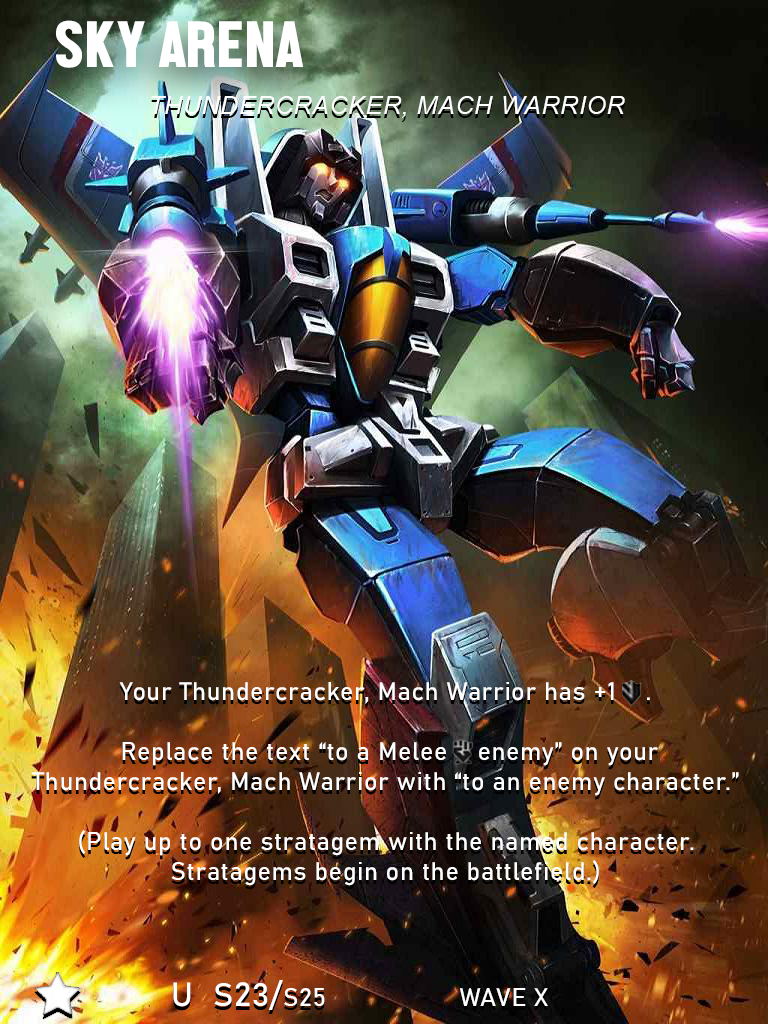 SKY ARENA
THUNDERCRACKER, MACH WARRIOR
Your Thundercracker, Mach Warrior has +1 .
Replace the text “to a Melee enemy” on your
Thundercracker, Mach Warrior with “to an enemy character.”
(Play up to one stratagem with the named character.
Stratagems begin on the battlefield.)
U S23/S25 WAVE X